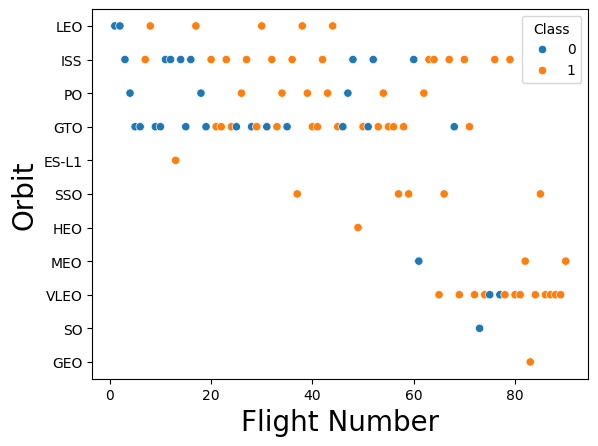 LEO
ISS
PO
GTO
ES-L1
SSO
HEO
MEO
VLEO
SO
GEO
Orbit
Class
0
1
0 20 40 60 80
Flight Number